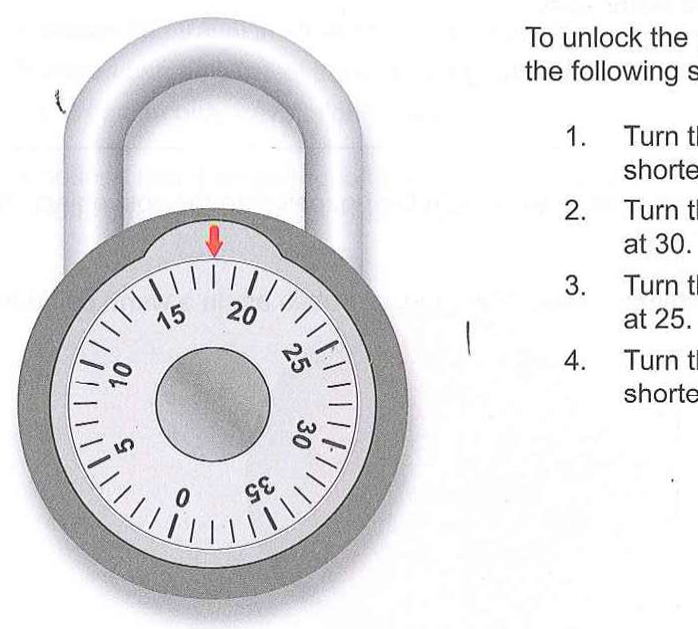 To unlock the
the following s
1. Turn th
shorte
2. Turn th
at 30.
3. Turn th
at 25.
4. Turn th
shorte
15 20
10 25
5 30
0 35